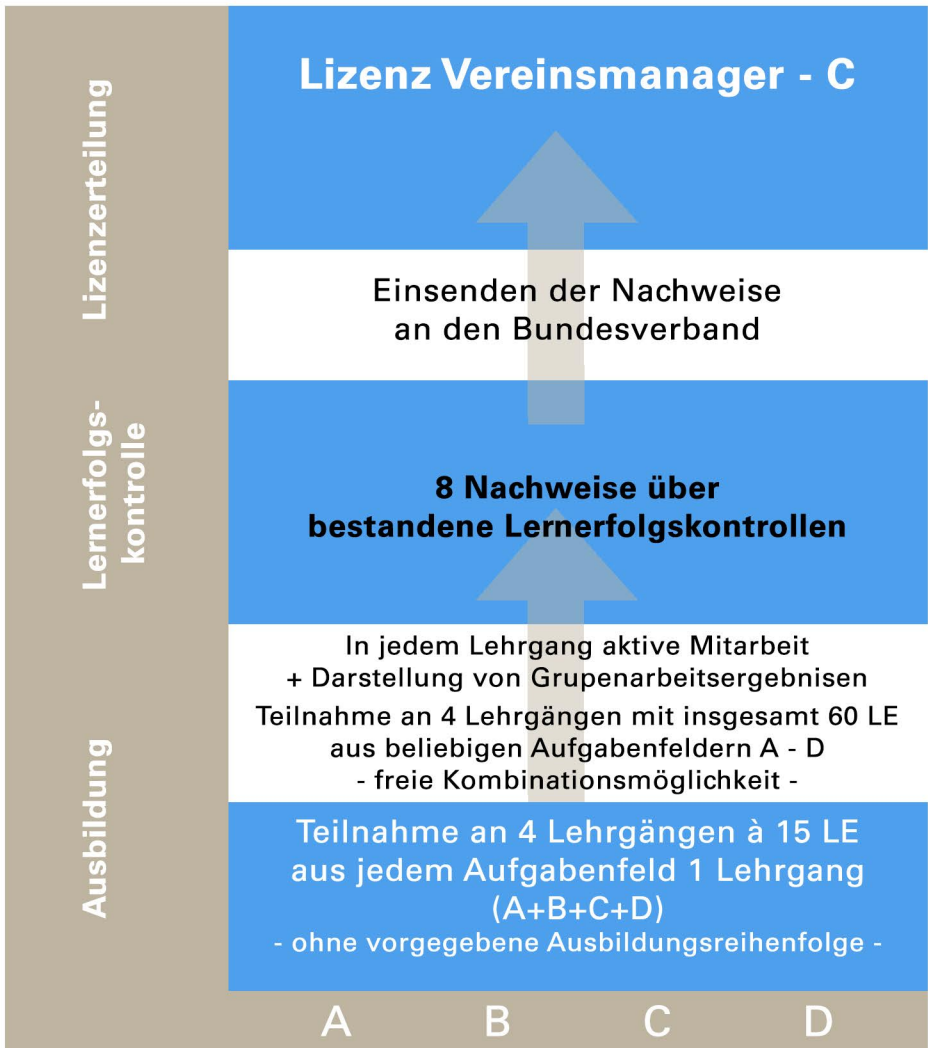 Lizenzerteilung
Lizenz Vereinsmanager - C
Einsenden der Nachweise
an den Bundesverband
Lernerfolgs-
kontrolle
8 Nachweise über
bestandene Lernerfolgskontrollen
Ausbildung
In jedem Lehrgang aktive Mitarbeit
+ Darstellung von Grupenarbeitsergebnisen
Teilnahme an 4 Lehrgängen mit insgesamt 60 LE
aus beliebigen Aufgabenfeldern A - D
- freie Kombinationsmöglichkeit -
Teilnahme an 4 Lehrgängen à 15 LE
aus jedem Aufgabenfeld 1 Lehrgang
(A+B+C+D)
- ohne vorgegebene Ausbildungsreihenfolge -
A B C D